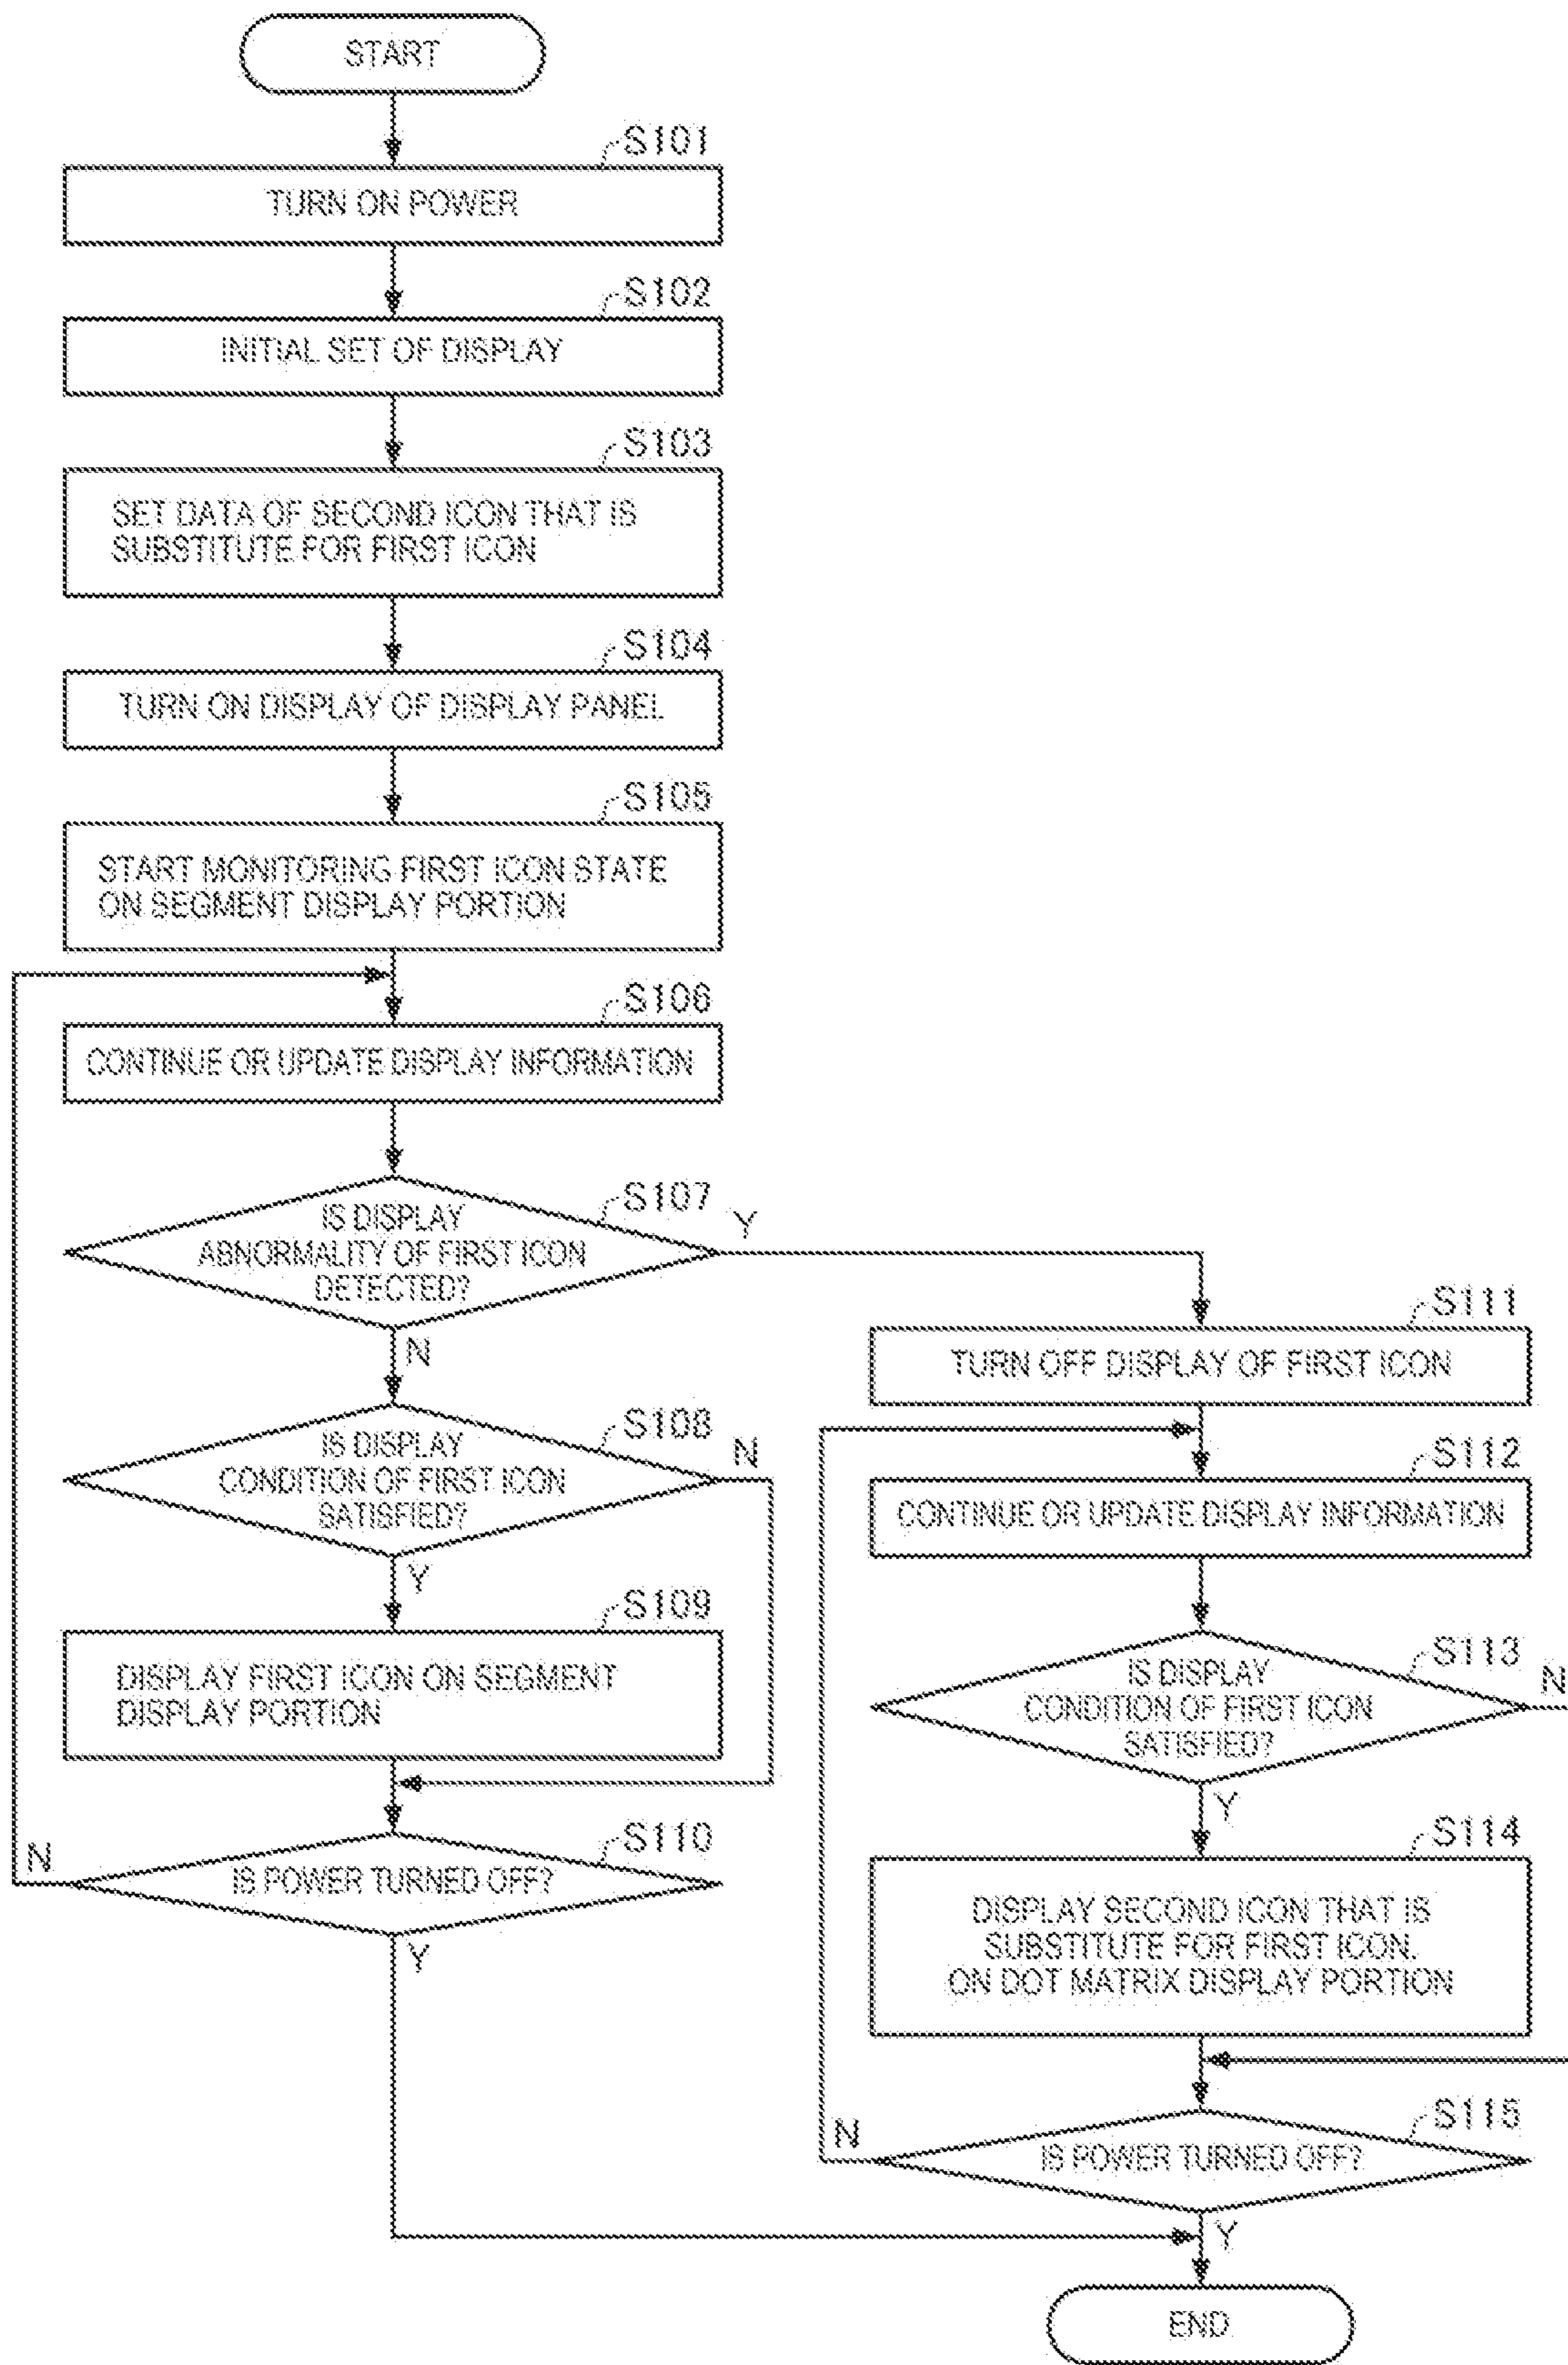 START
S101
TURN ON POWER
S102
INITIAL SET OF DISPLAY
S103
SET DATA OF SECOND ICON THAT IS
SUBSTITUTE FOR FIRST ICON
S104
TURN ON DISPLAY OF DISPLAY PANEL
S105
START MONITORING FIRST ICON STATE
ON SEGMENT DISPLAY PORTION
S106
CONTINUE OR UPDATE DISPLAY INFORMATION
S107
IS DISPLAY
ABNORMALITY OF FIRST ICON
DETECTED?
Y
N
S108
IS DISPLAY
CONDITION OF FIRST ICON
SATISFIED?
N
Y
S109
DISPLAY FIRST ICON ON SEGMENT
DISPLAY PORTION
S110
IS POWER TURNED OFF?
N
Y
S111
TURN OFF DISPLAY OF FIRST ICON
S112
CONTINUE OR UPDATE DISPLAY INFORMATION
S113
IS DISPLAY
CONDITION OF FIRST ICON
SATISFIED?
N
Y
S114
DISPLAY SECOND ICON THAT IS
SUBSTITUTE FOR FIRST ICON.
ON DOT MATRIX DISPLAY PORTION
S115
IS POWER TURNED OFF?
N
Y
END